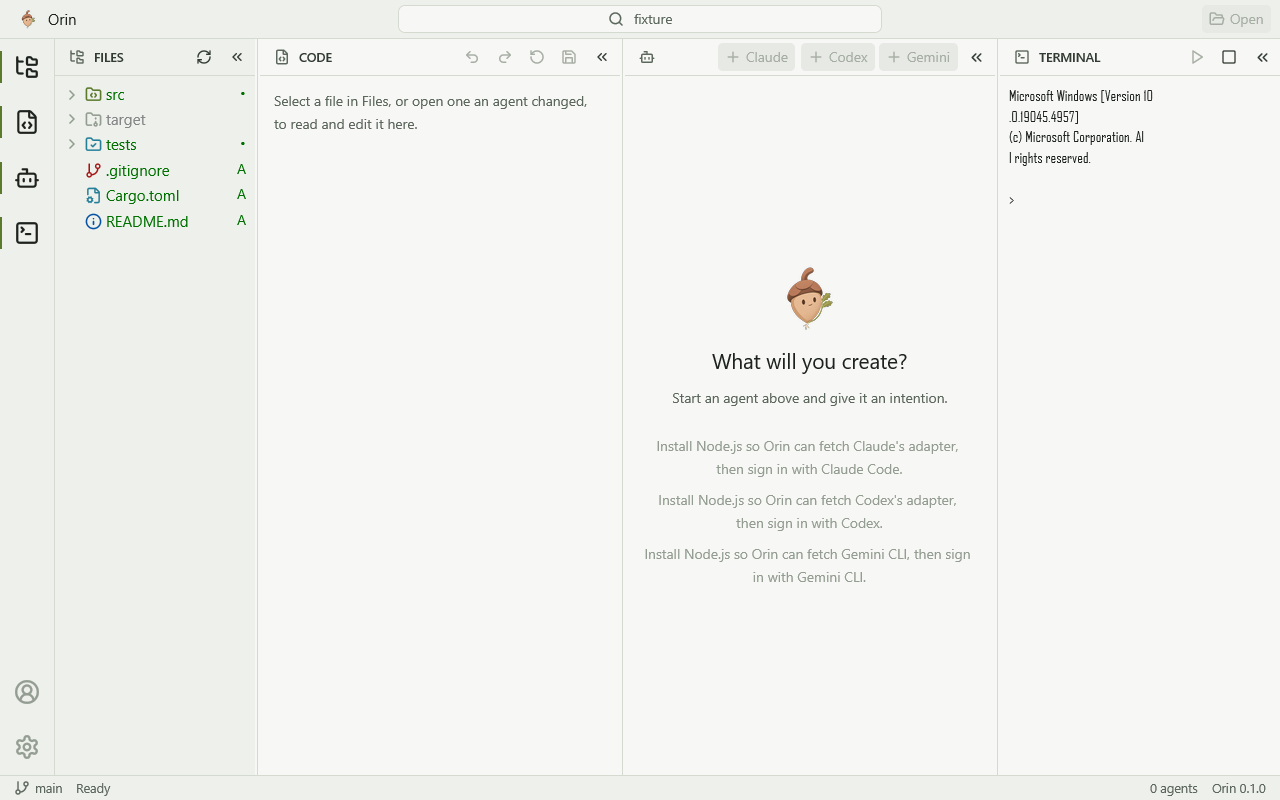 Orin
fixture
Open
FILES
src
target
tests
.gitignore A
Cargo.toml A
README.md A
CODE
Select a file in Files, or open one an agent changed,
to read and edit it here.
Claude
Codex
Gemini
What will you create?
Start an agent above and give it an intention.
Install Node.js so Orin can fetch Claude's adapter,
then sign in with Claude Code.
Install Node.js so Orin can fetch Codex's adapter,
then sign in with Codex.
Install Node.js so Orin can fetch Gemini CLI, then sign
in with Gemini CLI.
TERMINAL
Microsoft Windows [Version 10
.0.19045.4957]
(c) Microsoft Corporation. Al
l rights reserved.
>
main
Ready
0 agents
Orin 0.1.0